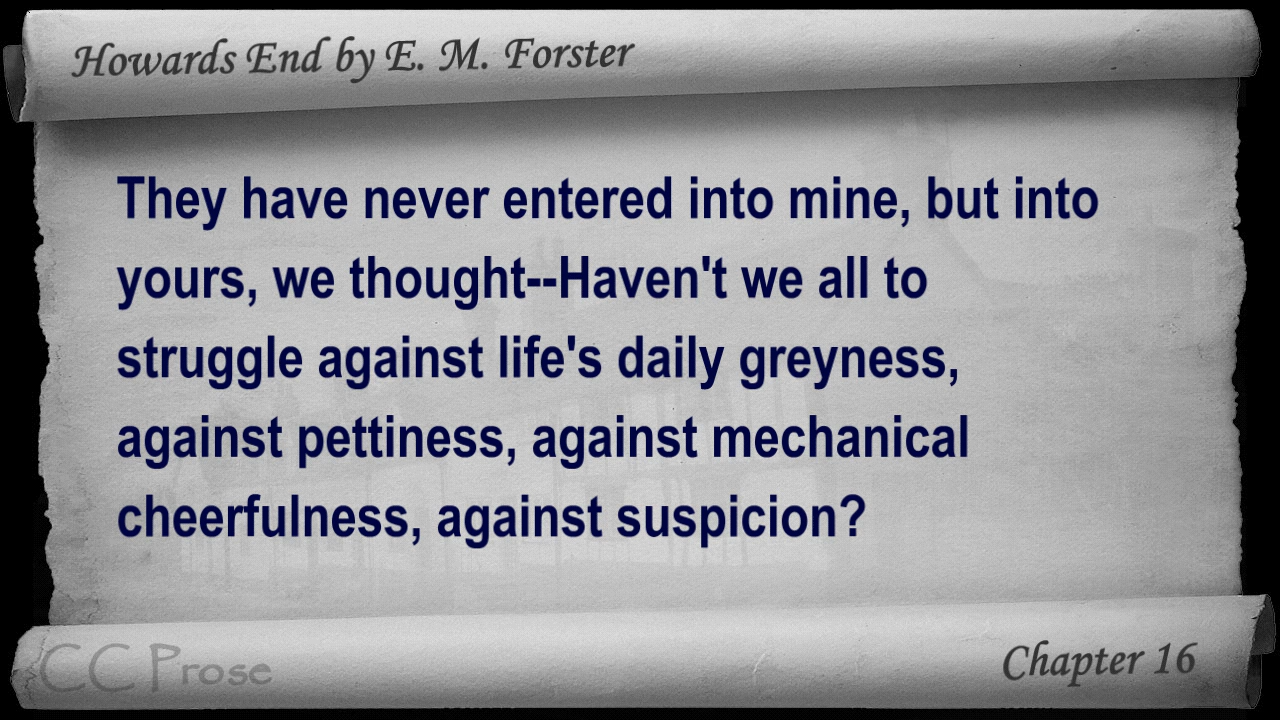 Howards End by E. M. Forster
They have never entered into mine, but into
yours, we thought--Haven't we all to
struggle against life's daily greyness,
against pettiness, against mechanical
cheerfulness, against suspicion?
CC Prose
Chapter 16